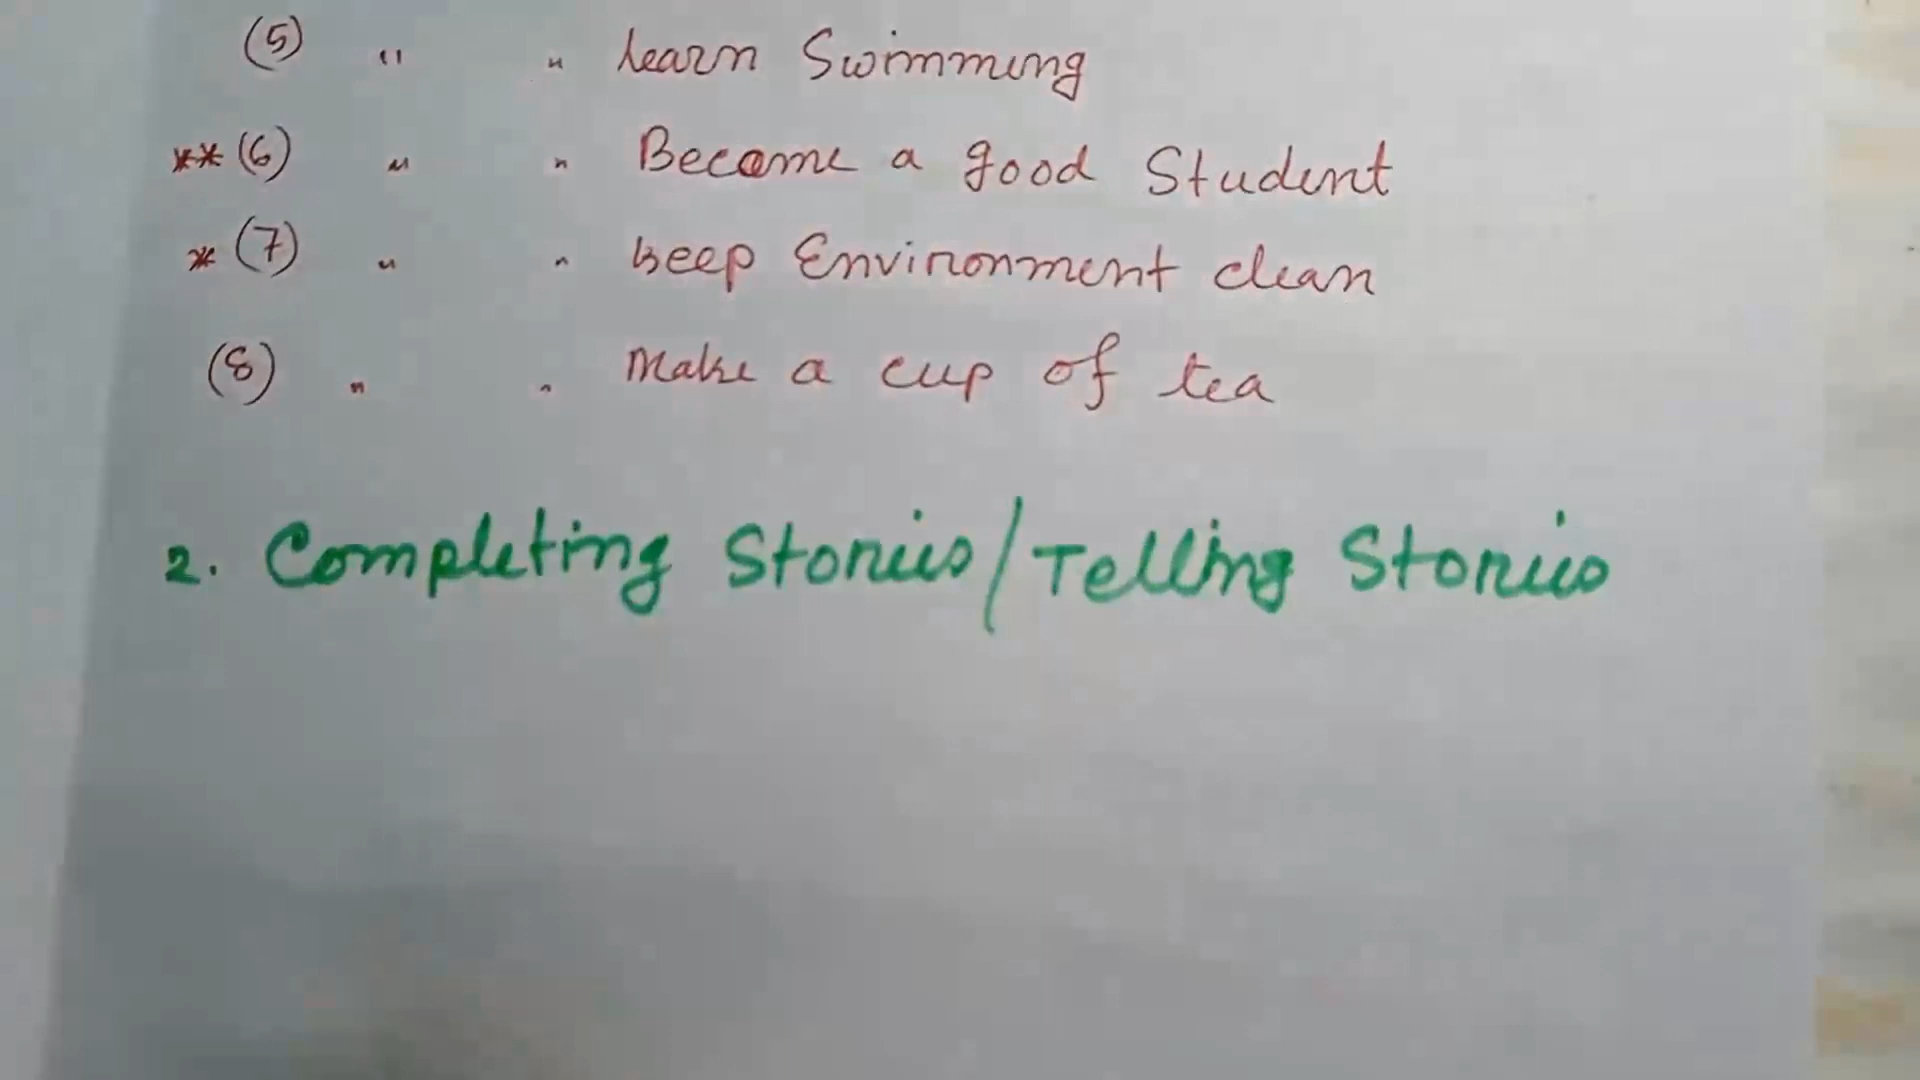 (5) " " learn Swimming
** (6) " " Become a good Student
* (7) " " keep Environment clean
(8) " " Make a cup of tea
2. Completing Stories/Telling Stories